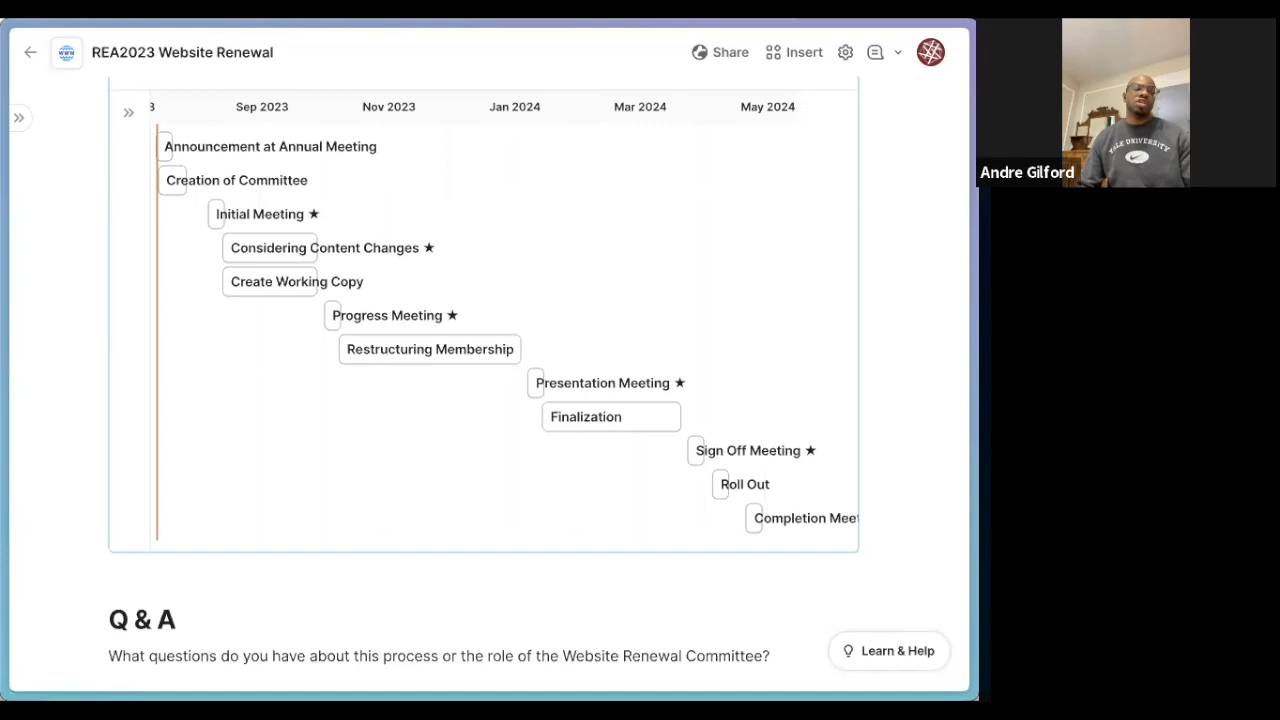 www
REA2023 Website Renewal
Share
Insert
Sep 2023
Nov 2023
Jan 2024
Mar 2024
May 2024
Announcement at Annual Meeting
Creation of Committee
Initial Meeting ★
Considering Content Changes ★
Create Working Copy
Progress Meeting ★
Restructuring Membership
Presentation Meeting ★
Finalization
Sign Off Meeting ★
Roll Out
Completion Meet
Q & A
What questions do you have about this process or the role of the Website Renewal Committee?
Learn & Help
YALE UNIVERSITY
Andre Gilford